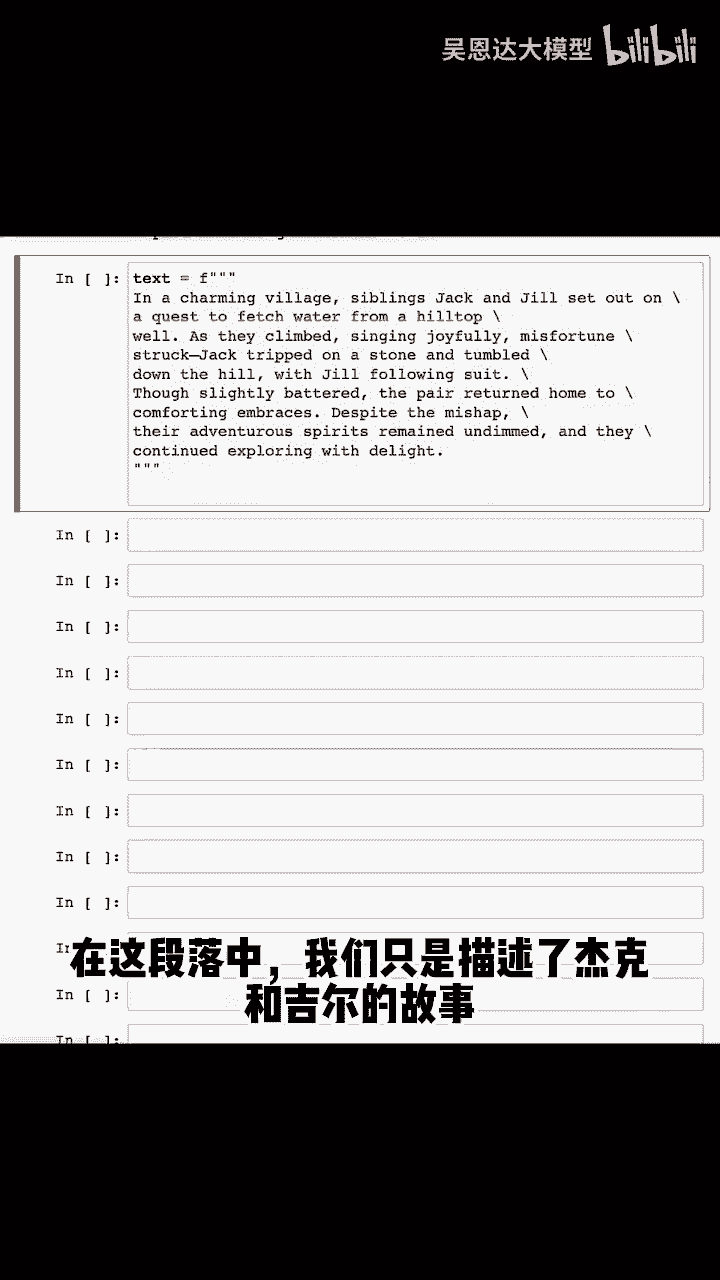 吴恩达大模型 bilibili
In [ ]: text = f"""
In a charming village, siblings Jack and Jill set out on \
a quest to fetch water from a hilltop \
well. As they climbed, singing joyfully, misfortune \
struck—Jack tripped on a stone and tumbled \
down the hill, with Jill following suit. \
Though slightly battered, the pair returned home to \
comforting embraces. Despite the mishap, \
their adventurous spirits remained undimmed, and they \
continued exploring with delight.
"""
In [ ]:
In [ ]:
In [ ]:
In [ ]:
In [ ]:
In [ ]:
In [ ]:
In [ ]:
In [ ]:
在这段落中，我们只是描述了杰克
In [ ]:
和吉尔的故事
In [ ]: